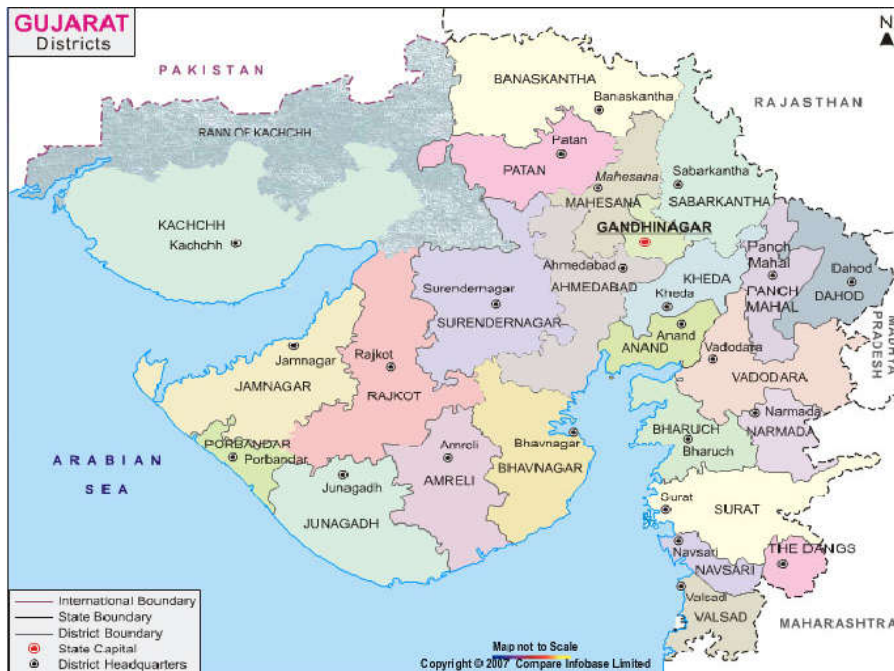 GUJARAT
Districts
N
PAKISTAN
RAJASTHAN
BANASKANTHA
Banaskantha
RANN OF KACHCHH
Patan
PATAN
Mahesana
MAHESANA
Sabarkantha
SABARKANTHA
KACHCHH
Kachchh
GANDHINAGAR
Ahmedabad
AHMEDABAD
KHEDA
Kheda
Panch
Mahal
PANCH
MAHAL
Dahod
DAHOD
Surendernagar
SURENDERNAGAR
Anand
ANAND
MADHYA
PRADESH
Jamnagar
JAMNAGAR
Rajkot
RAJKOT
Vadodara
VADODARA
Narmada
NARMADA
PORBANDAR
Porbandar
Amreli
AMRELI
Bhavnagar
BHAVNAGAR
BHARUCH
Bharuch
ARABIAN
SEA
Junagadh
JUNAGADH
Surat
SURAT
Navsari
NAVSARI
THE DANGS
Valsad
VALSAD
MAHARASHTRA
International Boundary
State Boundary
District Boundary
State Capital
District Headquarters
Map not to Scale
Copyright © 2007 Compare Infobase Limited